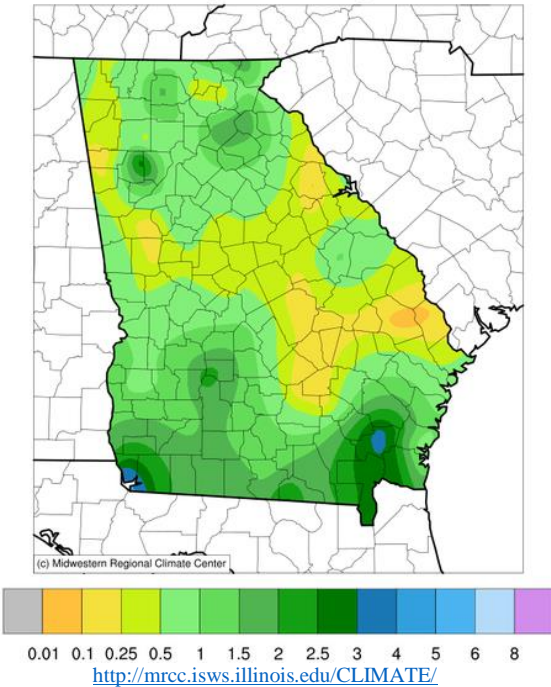 (c) Midwestern Regional Climate Center
0.01 0.1 0.25 0.5 1 1.5 2 2.5 3 4 5 6 8
http://mrcc.isws.illinois.edu/CLIMATE/